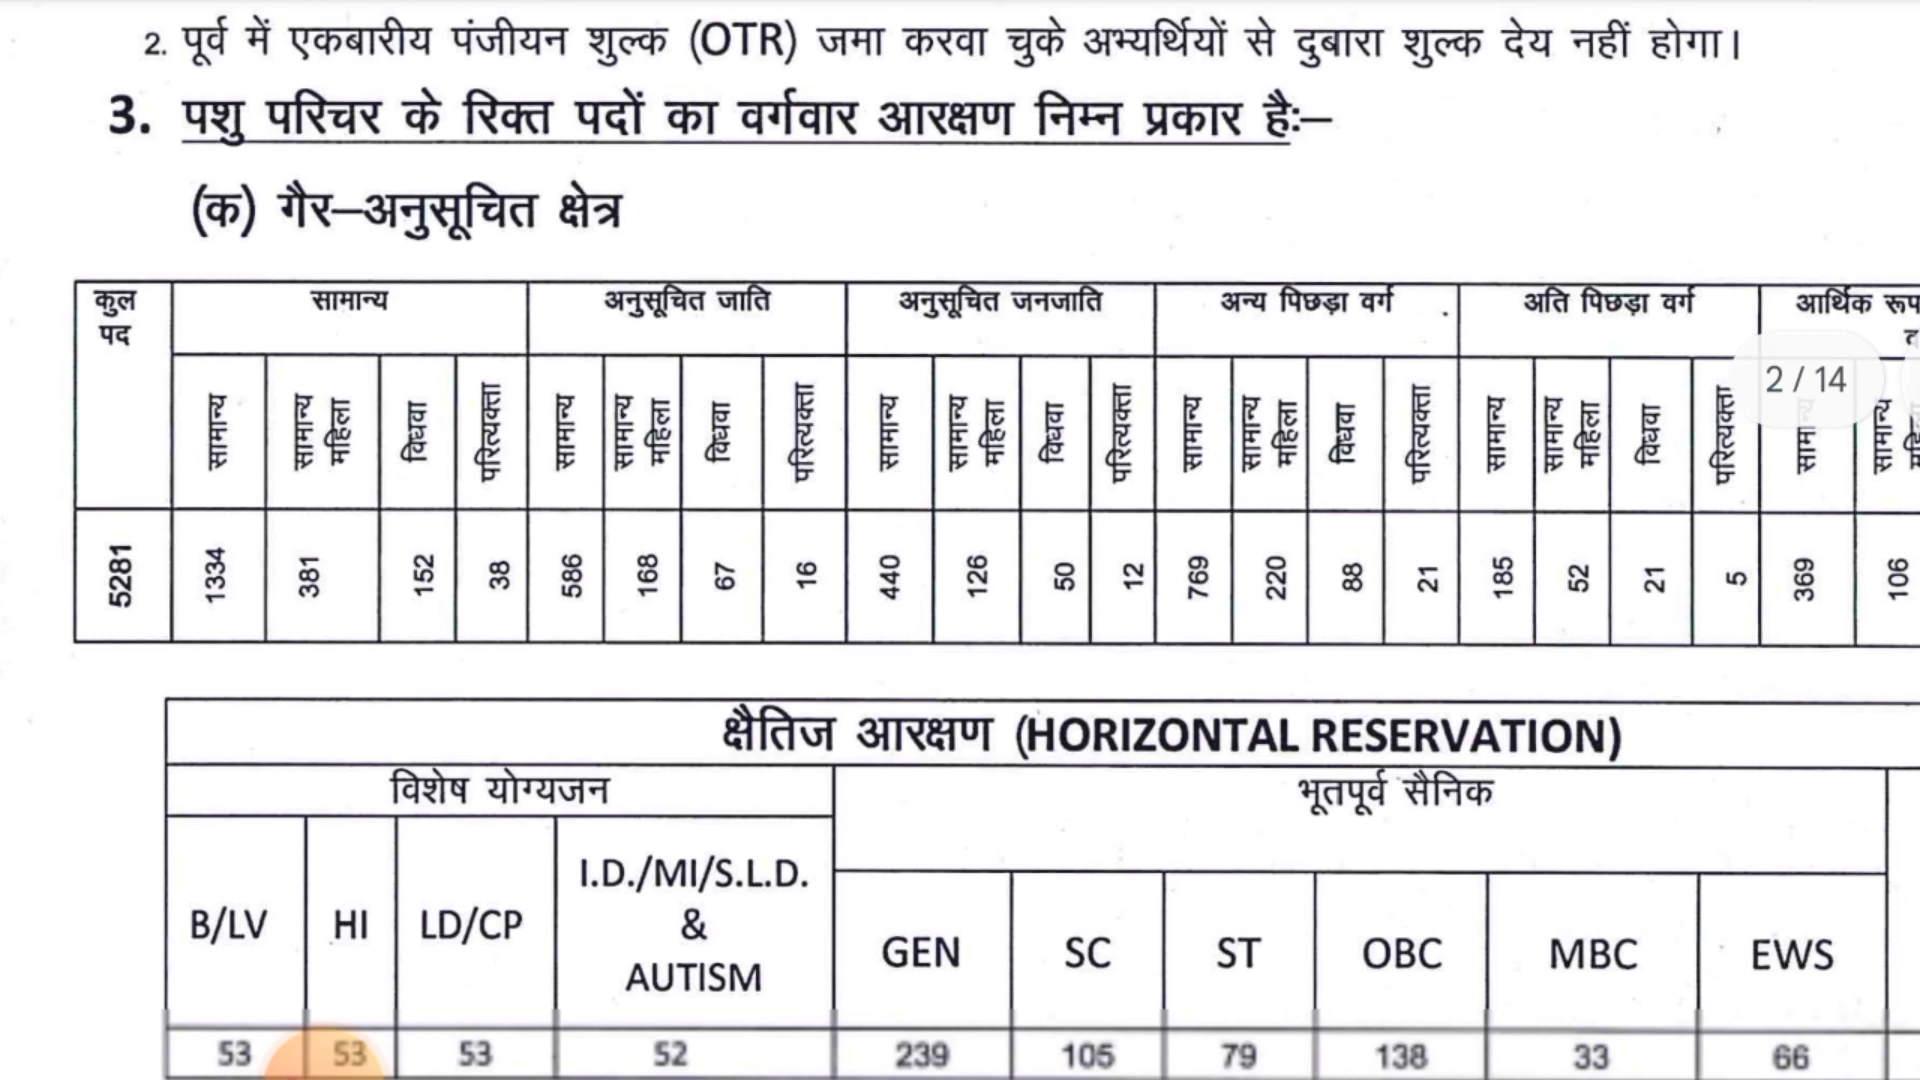 2. पूर्व में एकबारीय पंजीयन शुल्क (OTR) जमा करवा चुके अभ्यर्थियों से दुबारा शुल्क देय नहीं होगा।
3. पशु परिचर के रिक्त पदों का वर्गवार आरक्षण निम्न प्रकार है:–
(क) गैर–अनुसूचित क्षेत्र
कुल पद सामान्य अनुसूचित जाति अनुसूचित जनजाति अन्य पिछड़ा वर्ग अति पिछड़ा वर्ग आर्थिक रूप
2 / 14
सामान्य सामान्य महिला विधवा परित्यक्ता सामान्य सामान्य महिला विधवा परित्यक्ता सामान्य सामान्य महिला विधवा परित्यक्ता सामान्य सामान्य महिला विधवा परित्यक्ता सामान्य सामान्य महिला विधवा परित्यक्ता सामान्य सामान्य
5281 1334 381 152 38 586 168 67 16 440 126 50 12 769 220 88 21 185 52 21 5 369 106
क्षैतिज आरक्षण (HORIZONTAL RESERVATION)
विशेष योग्यजन भूतपूर्व सैनिक
B/LV HI LD/CP I.D./MI/S.L.D. & AUTISM GEN SC ST OBC MBC EWS
53 53 53 52 239 105 79 138 33 66